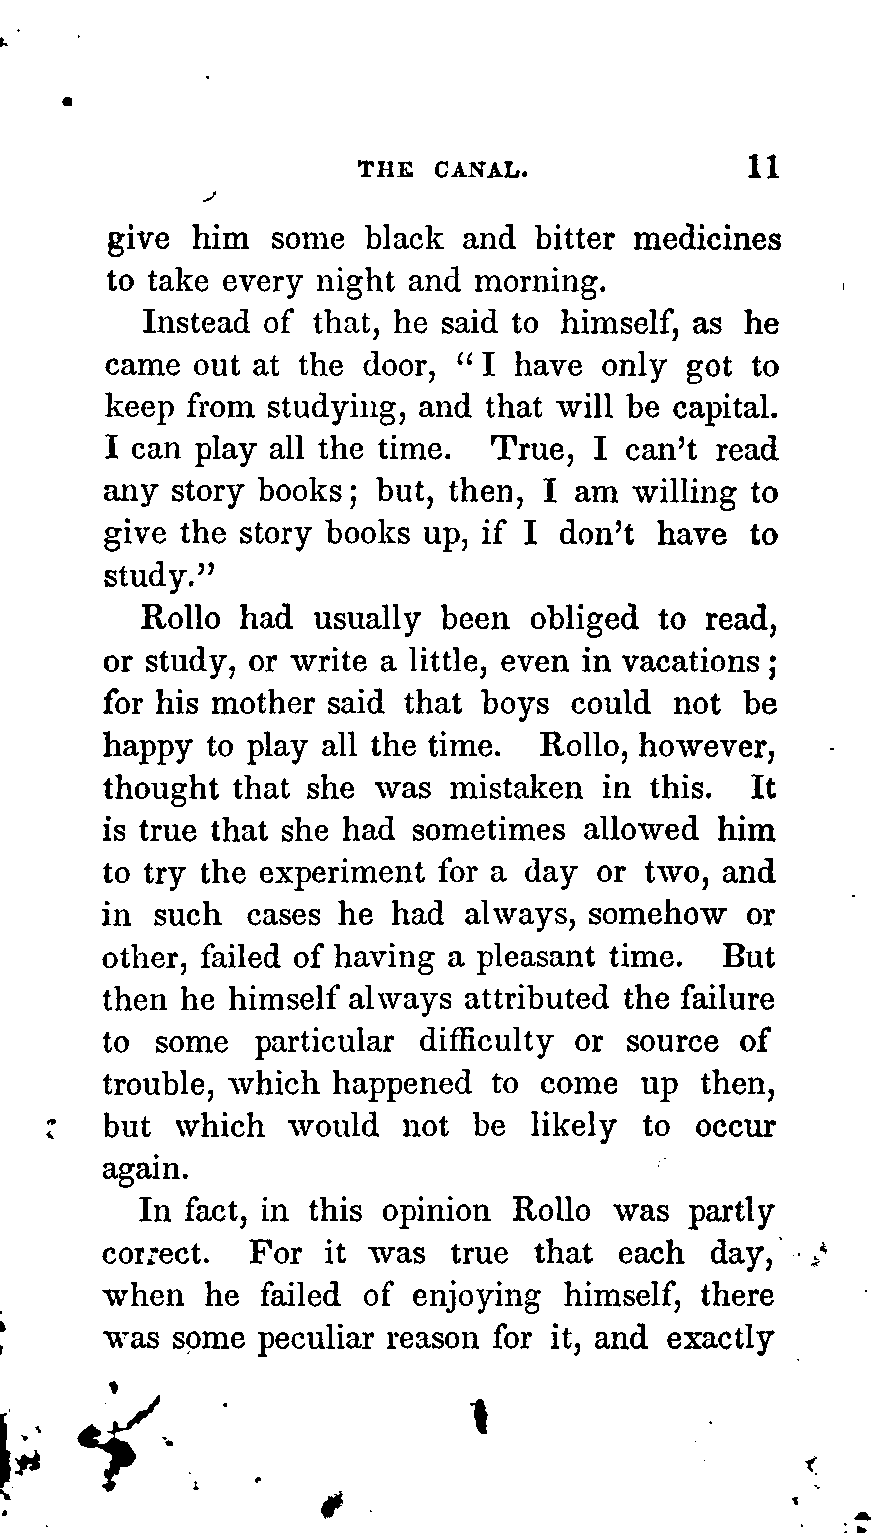 THE CANAL. 11
give him some black and bitter medicines
to take every night and morning.
Instead of that, he said to himself, as he
came out at the door, “I have only got to
keep from studying, and that will be capital.
I can play all the time. True, I can’t read
any story books; but, then, I am willing to
give the story books up, if I don’t have to
study.”
Rollo had usually been obliged to read,
or study, or write a little, even in vacations;
for his mother said that boys could not be
happy to play all the time. Rollo, however,
thought that she was mistaken in this. It
is true that she had sometimes allowed him
to try the experiment for a day or two, and
in such cases he had always, somehow or
other, failed of having a pleasant time. But
then he himself always attributed the failure
to some particular difficulty or source of
trouble, which happened to come up then,
but which would not be likely to occur
again.
In fact, in this opinion Rollo was partly
correct. For it was true that each day,
when he failed of enjoying himself, there
was some peculiar reason for it, and exactly